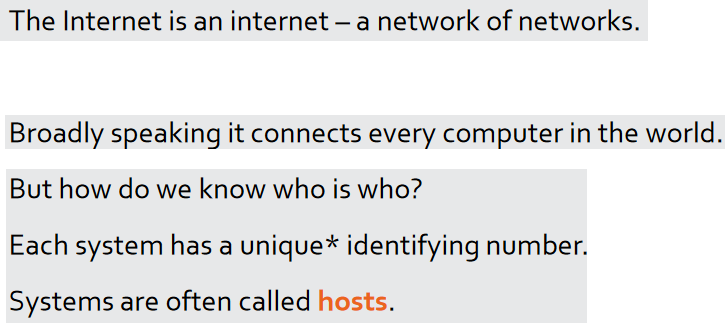 The Internet is an internet – a network of networks.
Broadly speaking it connects every computer in the world.
But how do we know who is who?
Each system has a unique* identifying number.
Systems are often called hosts.